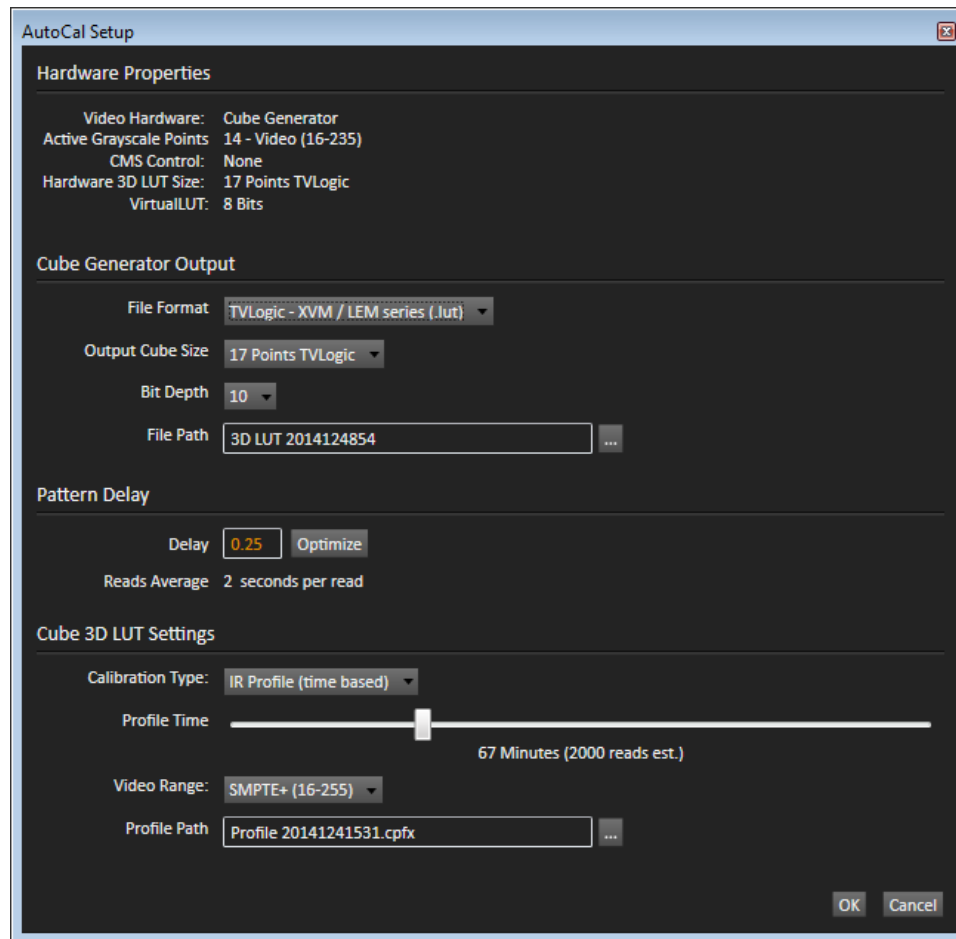 AutoCal Setup
Hardware Properties
Video Hardware: Cube Generator
Active Grayscale Points 14 - Video (16-235)
CMS Control: None
Hardware 3D LUT Size: 17 Points TVLogic
VirtualLUT: 8 Bits
Cube Generator Output
File Format TVLogic - XVM / LEM series (.lut)
Output Cube Size 17 Points TVLogic
Bit Depth 10
File Path 3D LUT 2014124854 ...
Pattern Delay
Delay 0.25 Optimize
Reads Average 2 seconds per read
Cube 3D LUT Settings
Calibration Type: IR Profile (time based)
Profile Time
67 Minutes (2000 reads est.)
Video Range: SMPTE+ (16-255)
Profile Path Profile 20141241531.cpfx ...
OK Cancel